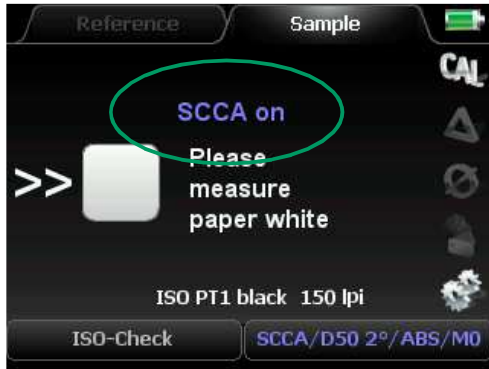 Reference Sample
CAL
SCCA on
Please
>> measure
paper white
ISO PT1 black 150 lpi
ISO-Check SCCA/D50 2°/ABS/M0